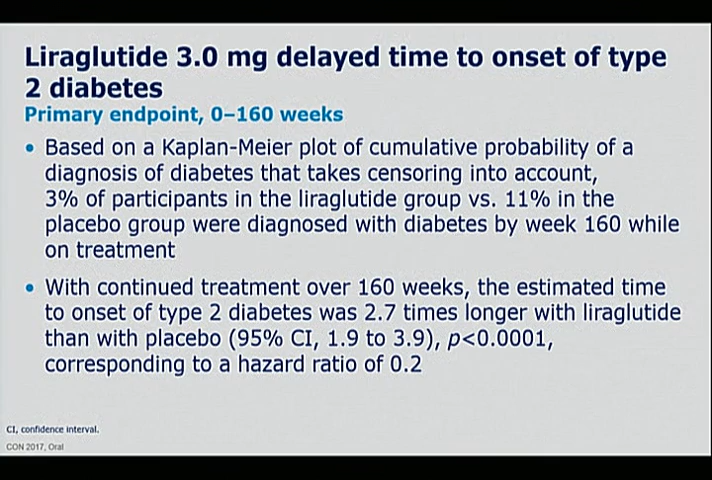 Liraglutide 3.0 mg delayed time to onset of type
2 diabetes
Primary endpoint, 0–160 weeks
• Based on a Kaplan-Meier plot of cumulative probability of a
diagnosis of diabetes that takes censoring into account,
3% of participants in the liraglutide group vs. 11% in the
placebo group were diagnosed with diabetes by week 160 while
on treatment
• With continued treatment over 160 weeks, the estimated time
to onset of type 2 diabetes was 2.7 times longer with liraglutide
than with placebo (95% CI, 1.9 to 3.9), p<0.0001,
corresponding to a hazard ratio of 0.2
CI, confidence interval.
CON 2017, Oral